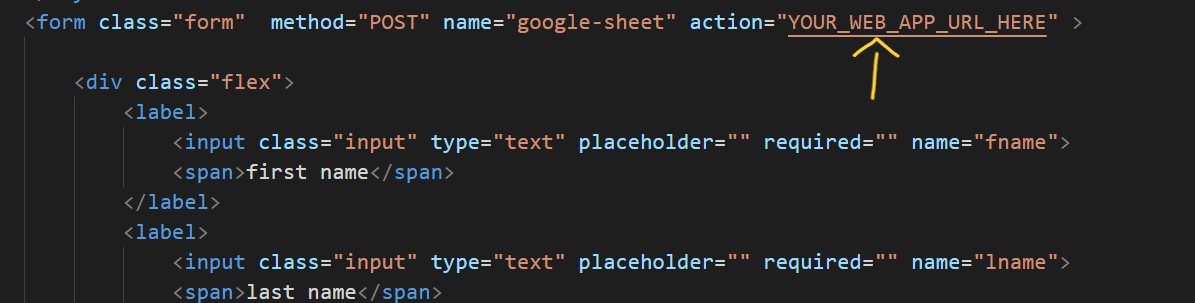 <form class="form"  method="POST" name="google-sheet" action="YOUR_WEB_APP_URL_HERE" >
<div class="flex">
<label>
<input class="input" type="text" placeholder="" required="" name="fname">
<span>first name</span>
</label>
<label>
<input class="input" type="text" placeholder="" required="" name="lname">
<span>last name</span>